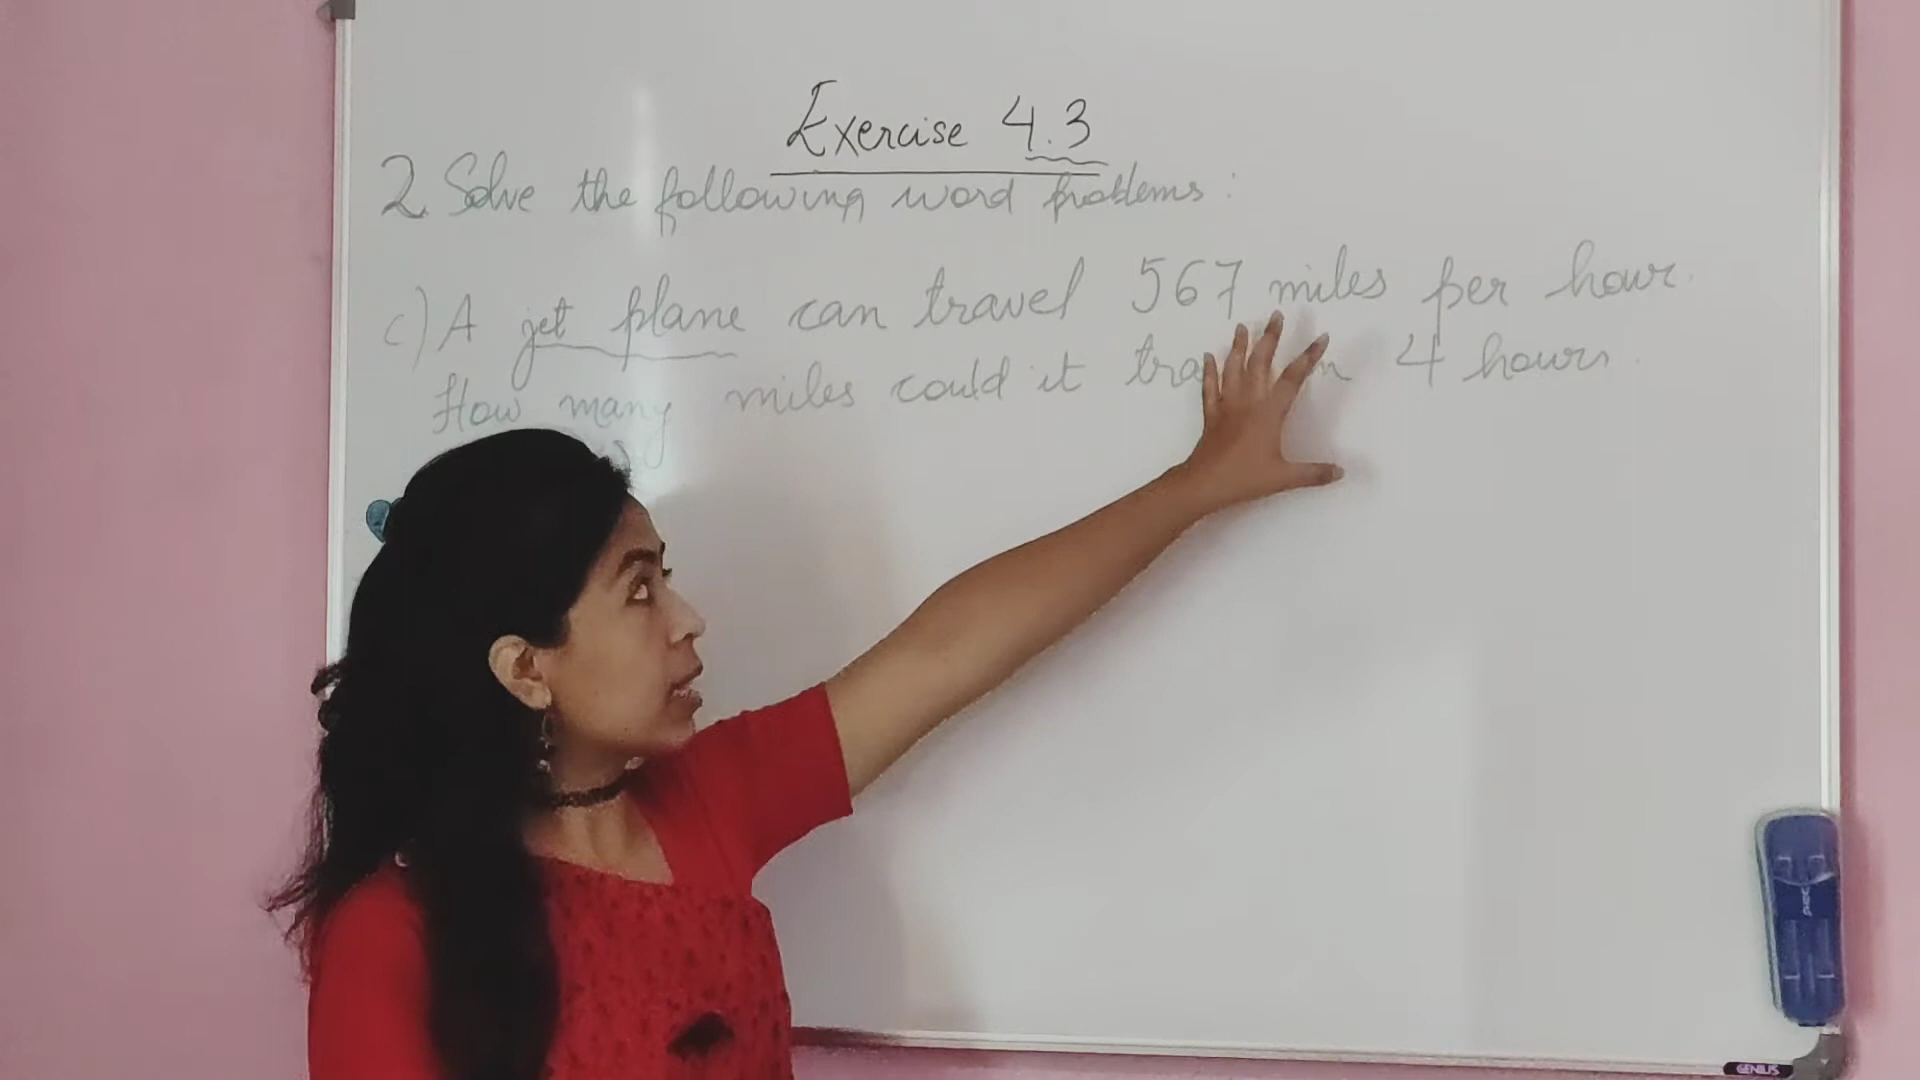 Exercise 4.3
2. Solve the following word problems:
c) A jet plane can travel 567 miles per hour.
How many miles could it in 4 hours.
GENIUS